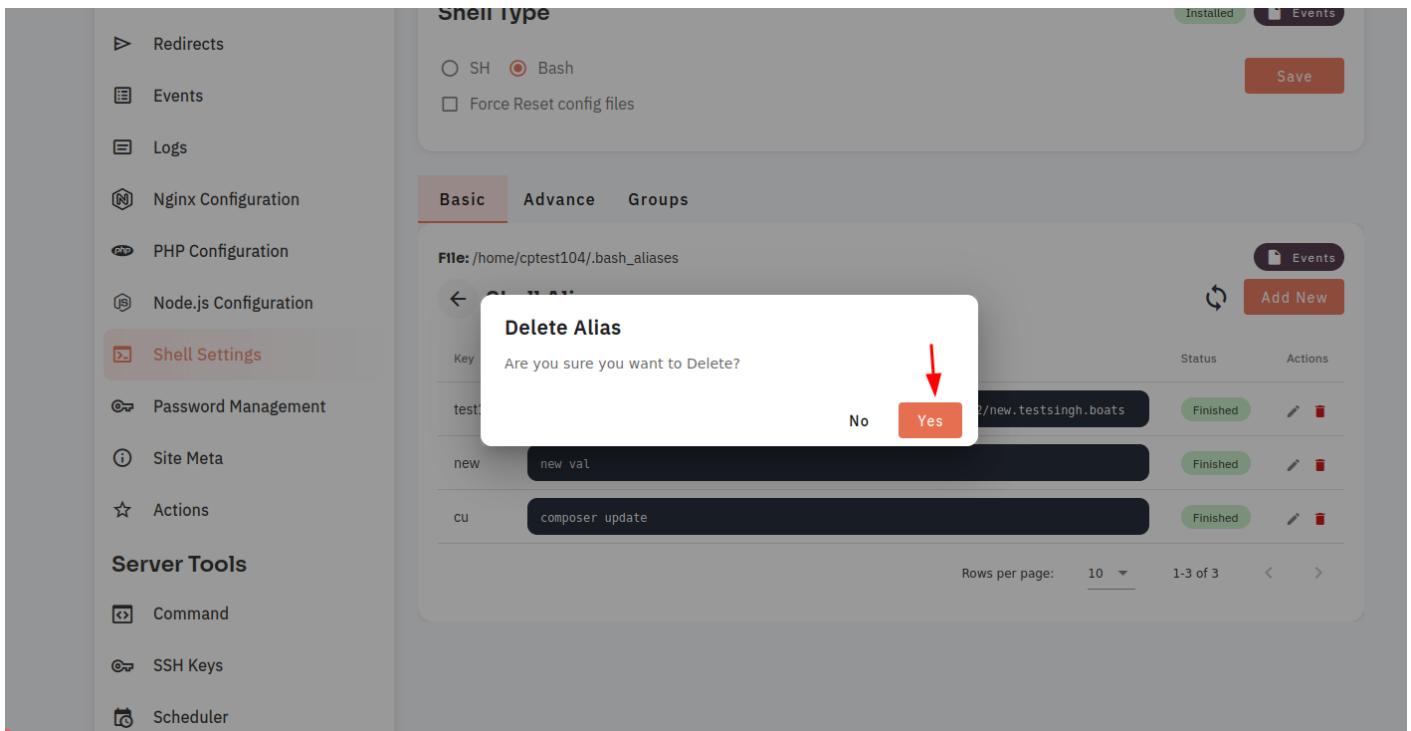 Shell Type
Installed
Events
Redirects
SH
Bash
Save
Events
Force Reset config files
Logs
Nginx Configuration
Basic
Advance
Groups
PHP Configuration
File: /home/cptest104/.bash_aliases
Events
Node.js Configuration
Add New
Delete Alias
Shell Settings
Key
Are you sure you want to Delete?
Status
Actions
Password Management
/new.testsingh.boats
Finished
No
Yes
Site Meta
new
new val
Finished
Actions
cu
composer update
Finished
Server Tools
Rows per page:
10
1-3 of 3
Command
SSH Keys
Scheduler